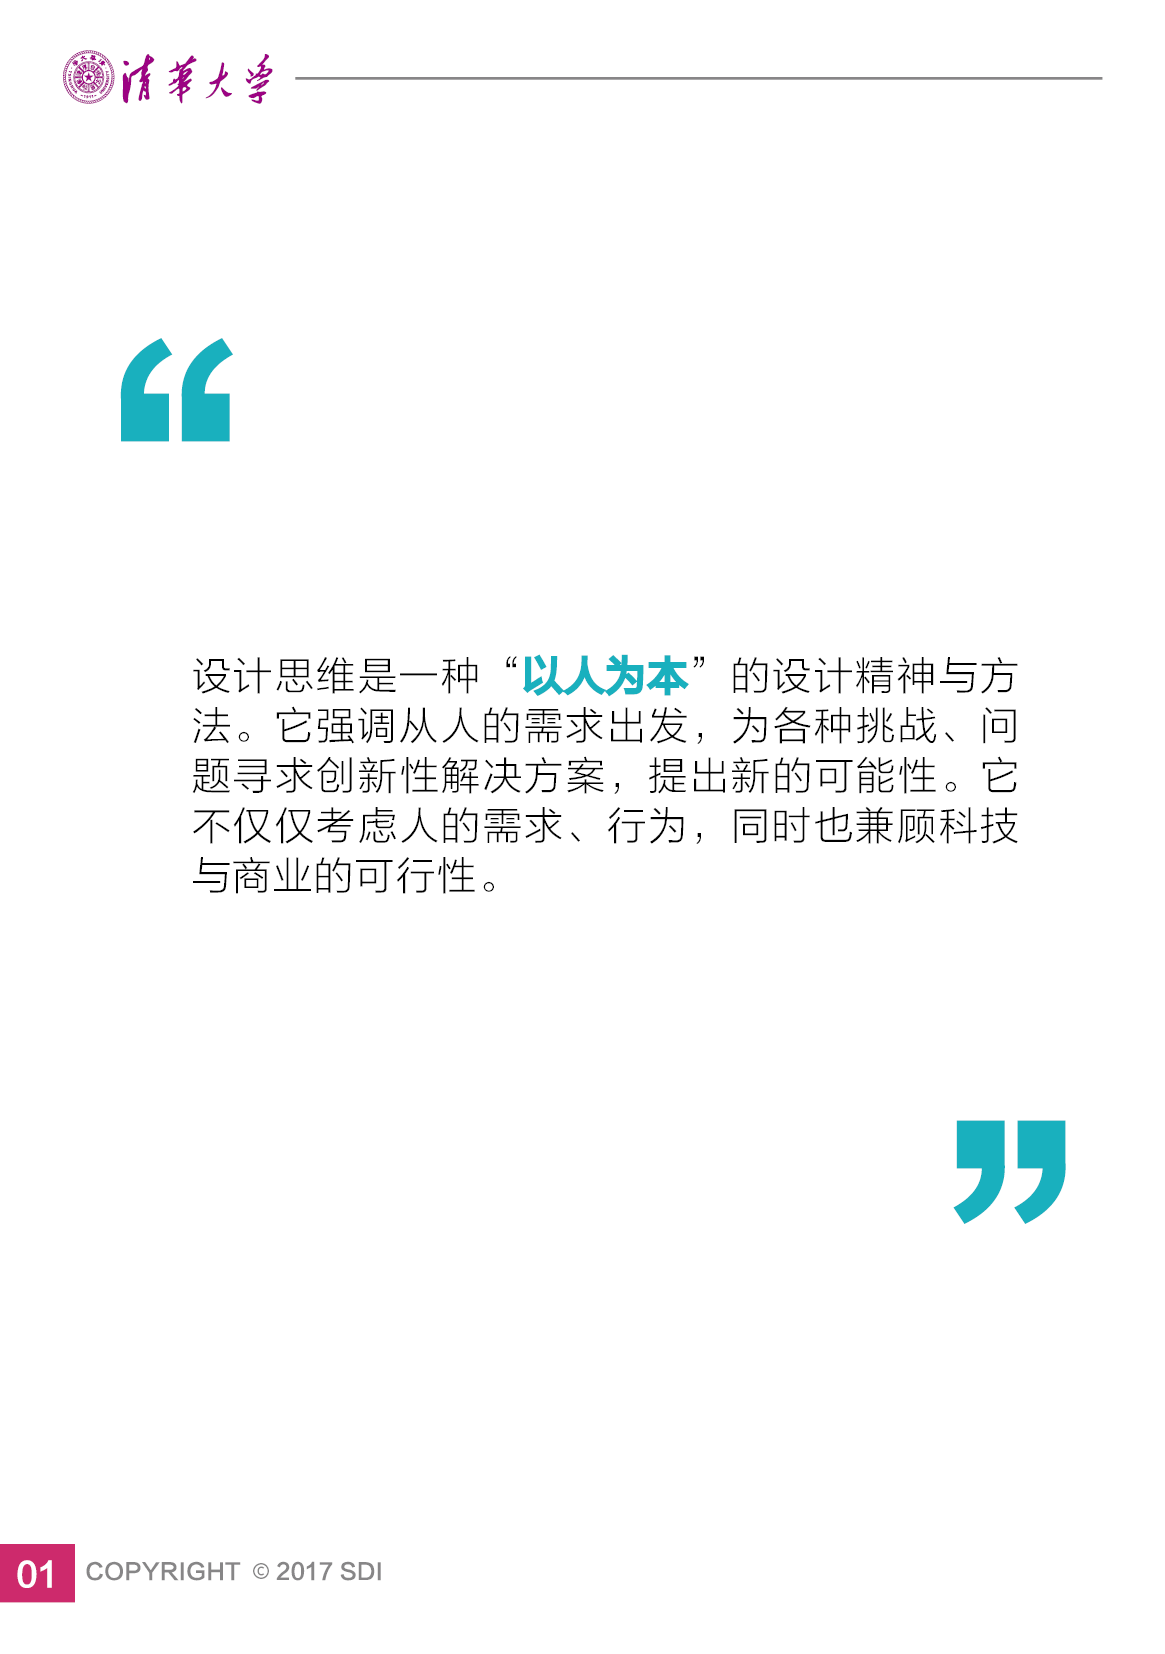 清華大学
“
设计思维是一种“以人为本”的设计精神与方
法。它强调从人的需求出发，为各种挑战、问
题寻求创新性解决方案，提出新的可能性。它
不仅仅考虑人的需求、行为，同时也兼顾科技
与商业的可行性。
”
01 COPYRIGHT © 2017 SDI